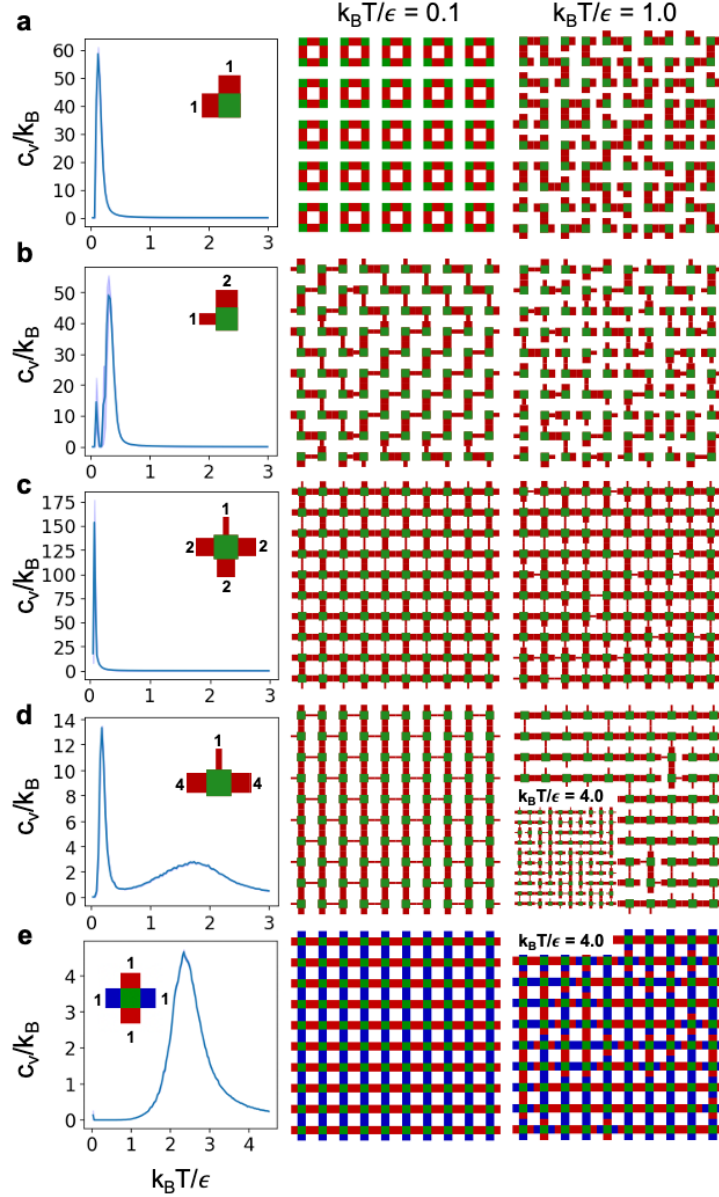 k_BT/ϵ = 0.1
k_BT/ϵ = 1.0
a
60
50
40
30
20
10
0
c_v/k_B
0 1 2 3
1
1
b
50
40
30
20
10
0
c_v/k_B
0 1 2 3
2
1
c
175
150
125
100
75
50
25
0
c_v/k_B
0 1 2 3
1
2 2
2
d
14
12
10
8
6
4
2
0
c_v/k_B
0 1 2 3
1
4 4
k_BT/ϵ = 4.0
e
4
3
2
1
0
c_v/k_B
0 1 2 3 4
1
1 1
1
k_BT/ϵ = 4.0
k_BT/ϵ